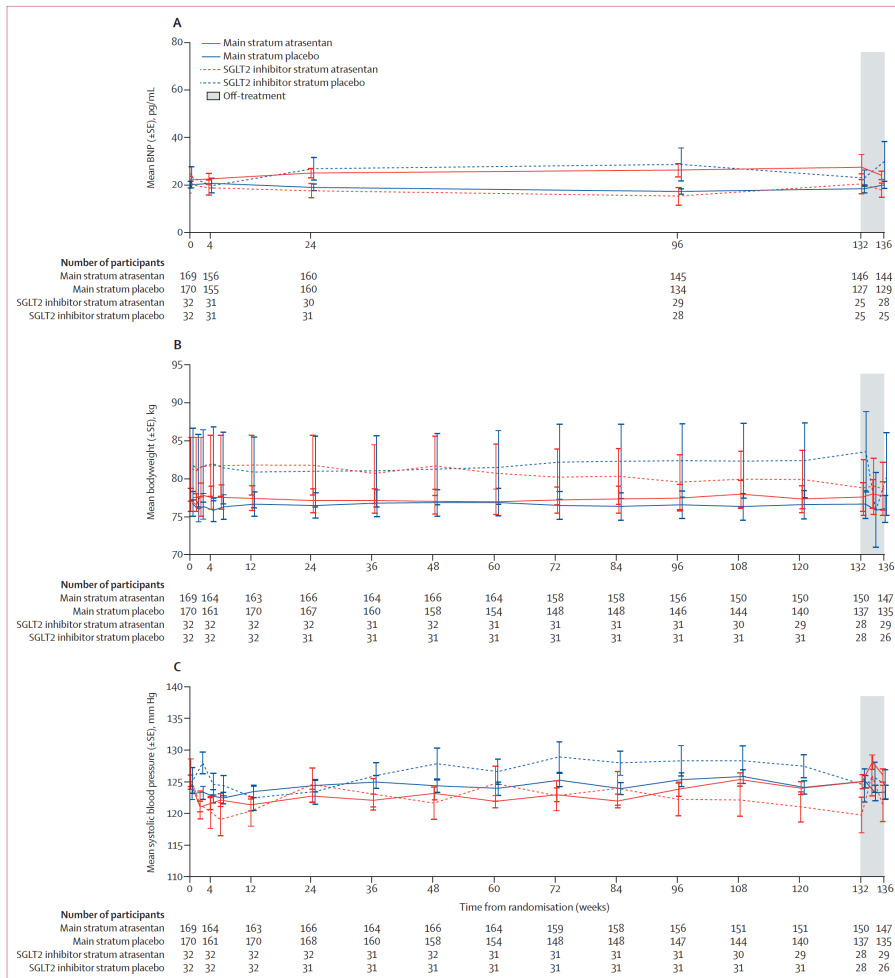 A
80
60
40
20
0
Mean BNP (±SE), pg/mL
Main stratum atrasentan
Main stratum placebo
SGLT2 inhibitor stratum atrasentan
SGLT2 inhibitor stratum placebo
Off-treatment
0 4 24 96 132 136
Number of participants
Main stratum atrasentan 169 156 160 145 146 144
Main stratum placebo 170 155 160 134 127 129
SGLT2 inhibitor stratum atrasentan 32 31 30 29 25 28
SGLT2 inhibitor stratum placebo 32 31 31 28 25 25
B
95
90
85
80
75
70
Mean bodyweight (±SE), kg
0 4 12 24 36 48 60 72 84 96 108 120 132 136
Number of participants
Main stratum atrasentan 169 164 163 166 164 166 164 158 158 156 150 150 150 147
Main stratum placebo 170 161 170 167 160 158 154 148 148 146 144 140 137 135
SGLT2 inhibitor stratum atrasentan 32 32 32 32 31 32 31 31 31 31 30 29 28 29
SGLT2 inhibitor stratum placebo 32 32 32 31 31 31 31 31 31 31 31 31 28 26
C
140
135
130
125
120
115
110
Mean systolic blood pressure (±SE), mm Hg
0 4 12 24 36 48 60 72 84 96 108 120 132 136
Time from randomisation (weeks)
Number of participants
Main stratum atrasentan 169 164 163 166 164 166 164 159 158 156 151 151 150 147
Main stratum placebo 170 161 170 168 160 158 154 148 148 147 144 140 137 135
SGLT2 inhibitor stratum atrasentan 32 32 32 32 31 32 31 31 31 31 30 29 28 29
SGLT2 inhibitor stratum placebo 32 32 32 31 31 31 31 31 31 31 31 31 28 26